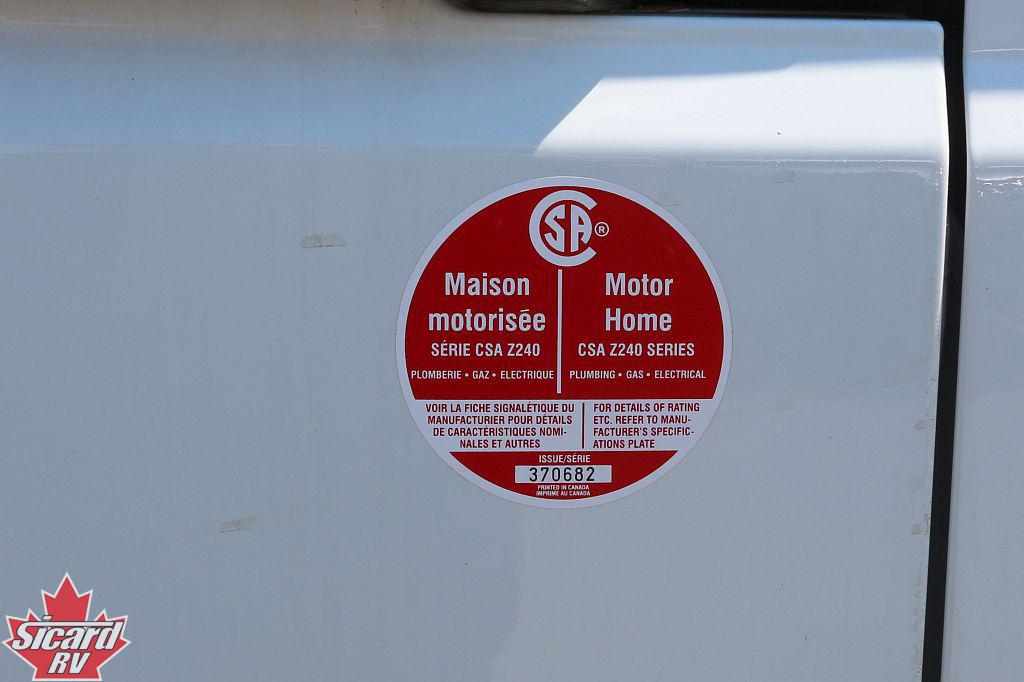 CSA®
Maison
motorisée
SÉRIE CSA Z240
PLOMBERIE • GAZ • ELECTRIQUE
Motor
Home
CSA Z240 SERIES
PLUMBING • GAS • ELECTRICAL
VOIR LA FICHE SIGNALÉTIQUE DU
MANUFACTURIER POUR DÉTAILS
DE CARACTÉRISTIQUES NOMI-
NALES ET AUTRES
FOR DETAILS OF RATING
ETC. REFER TO MANU-
FACTURER'S SPECIFIC-
ATIONS PLATE
ISSUE/SÉRIE
370682
PRINTED IN CANADA
IMPRIME AU CANADA
Sicard
RV